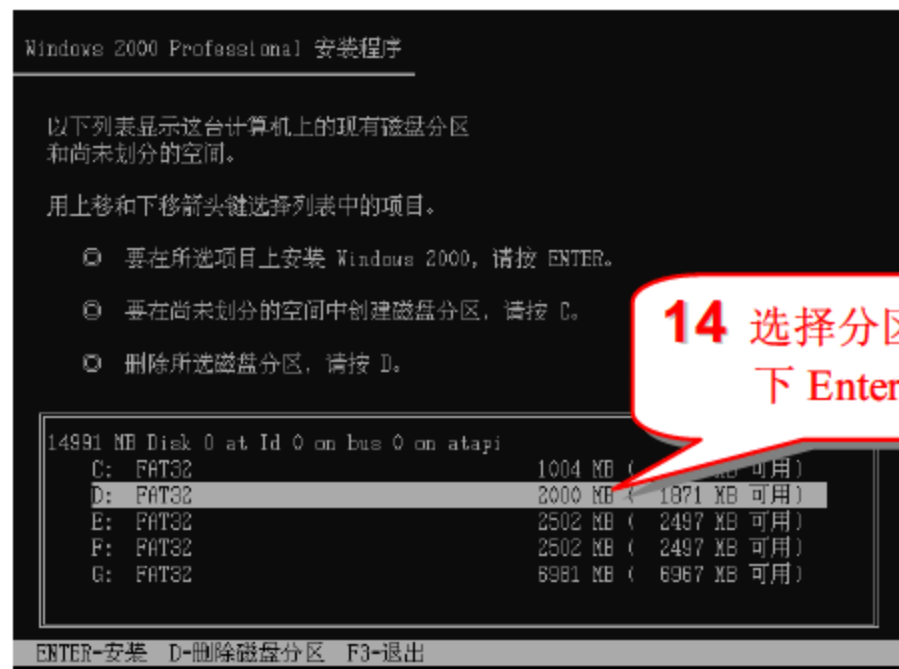 Windows 2000 Professional 安装程序
以下列表显示这台计算机上的现有磁盘分区
和尚未划分的空间。
用上移和下移箭头键选择列表中的项目。
◎ 要在所选项目上安装 Windows 2000，请按 ENTER。
◎ 要在尚未划分的空间中创建磁盘分区，请按 C。
◎ 删除所选磁盘分区，请按 D。
14 选择分区
下 Enter
14991 MB Disk 0 at Id 0 on bus 0 on atapi
C: FAT32 1004 MB ( MB 可用)
D: FAT32 2000 MB ( 1871 MB 可用)
E: FAT32 2502 MB ( 2497 MB 可用)
F: FAT32 2502 MB ( 2497 MB 可用)
G: FAT32 6981 MB ( 6967 MB 可用)
ENTER-安装 D-删除磁盘分区 F3-退出